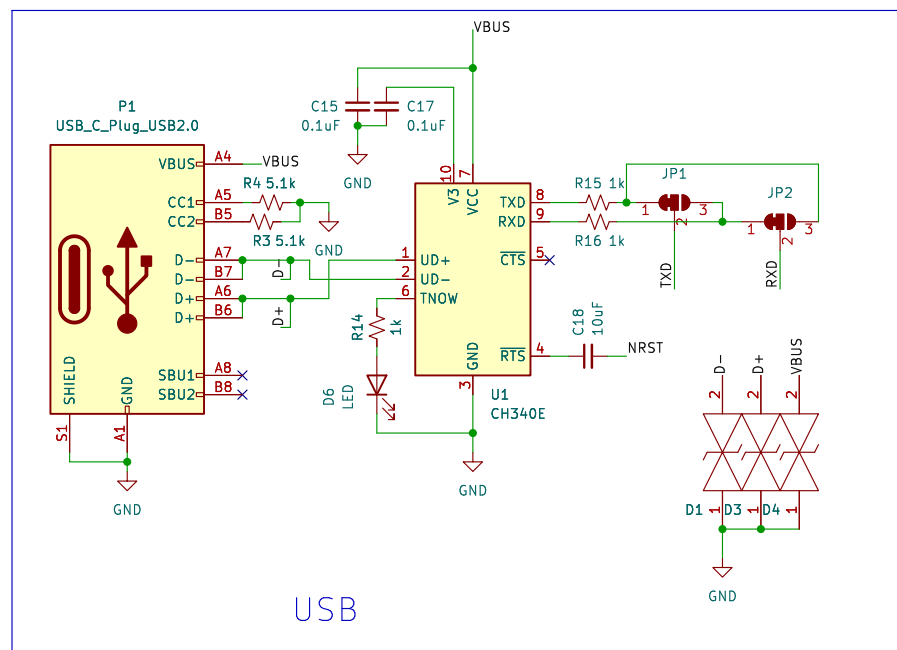 VBUS
P1
USB_C_Plug_USB2.0
C15
0.1uF
C17
0.1uF
GND
VBUS A4 VBUS
CC1 A5 R4 5.1k
CC2 B5 R3 5.1k
GND
D- A7
D- B7
D+ A6
D+ B6
D-
D+
SBU1 A8
SBU2 B8
SHIELD
GND
S1
A1
GND
10
7
V3
VCC
TXD 8
RXD 9
CTS 5
1 UD+
2 UD-
6 TNOW
RTS 4
GND
3
U1
CH340E
R14
1k
D6
LED
GND
R15 1k
R16 1k
JP1
1
2
3
JP2
1
2
3
TXD
RXD
C18
10uF
NRST
D-
D+
VBUS
2
2
2
D1 1 D3 1 D4 1
GND
USB